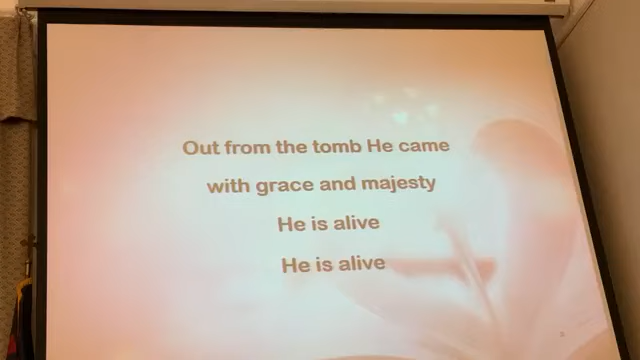 Out from the tomb He came
with grace and majesty
He is alive
He is alive